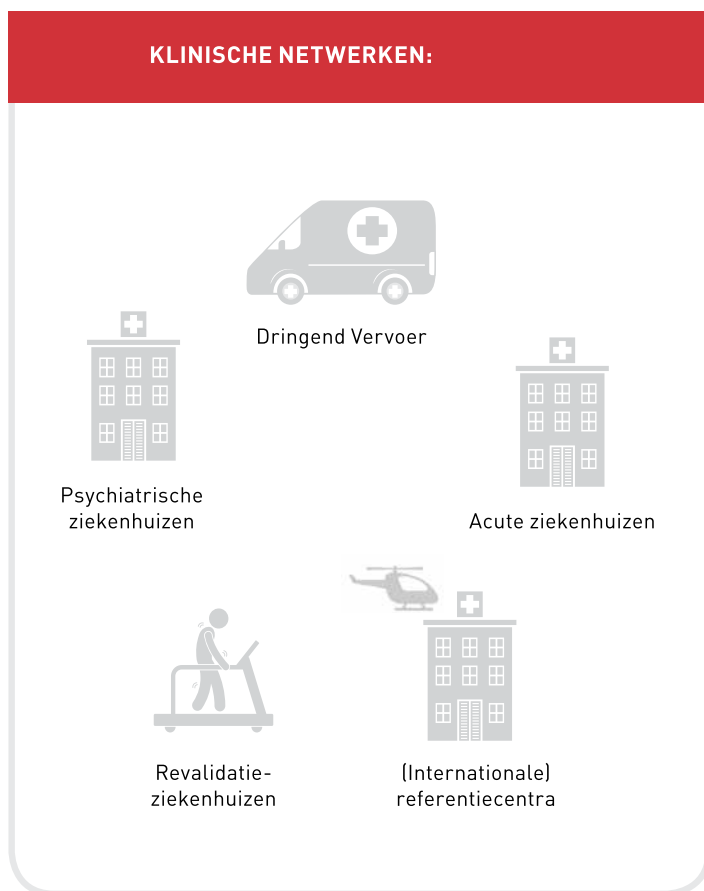 KLINISCHE NETWERKEN:
Dringend Vervoer
Psychiatrische
ziekenhuizen
Acute ziekenhuizen
Revalidatie-
ziekenhuizen
(Internationale)
referentiecentra